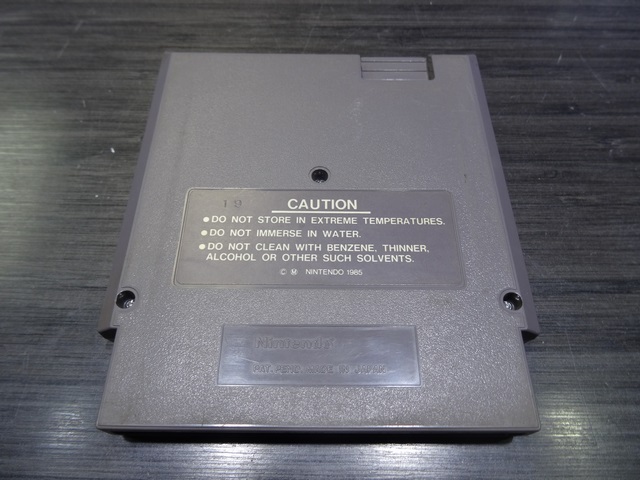 19
CAUTION
● DO NOT STORE IN EXTREME TEMPERATURES.
● DO NOT IMMERSE IN WATER.
● DO NOT CLEAN WITH BENZENE, THINNER,
ALCOHOL OR OTHER SUCH SOLVENTS.
© Ⓜ NINTENDO 1985
Nintendo